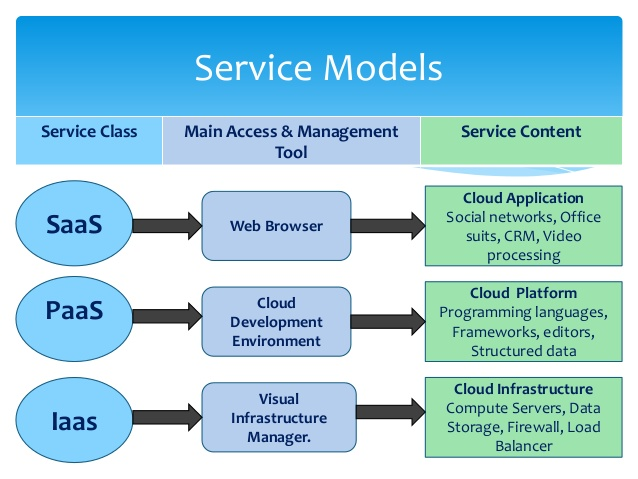 Service Models
Service Class
Main Access & Management
Tool
Service Content
SaaS
Web Browser
Cloud Application
Social networks, Office
suits, CRM, Video
processing
PaaS
Cloud
Development
Environment
Cloud Platform
Programming languages,
Frameworks, editors,
Structured data
Iaas
Visual
Infrastructure
Manager.
Cloud Infrastructure
Compute Servers, Data
Storage, Firewall, Load
Balancer